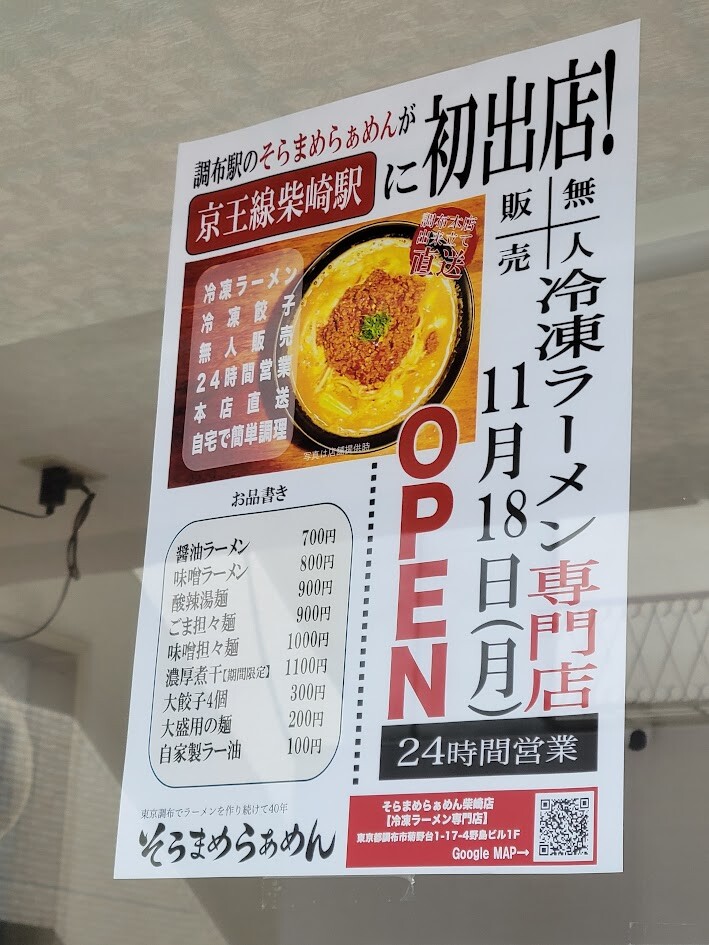 調布駅のそらまめらぁめんが
京王線柴崎駅に初出店!
無人販売
冷凍ラーメン専門店
11月18日(月)
OPEN
24時間営業
調布本店
出来立て
直送
冷凍ラーメン
冷凍餃子
無人販売
24時間営業
本店直送
自宅で簡単調理
写真は店舗提供時
お品書き
醤油ラーメン 700円
味噌ラーメン 800円
酸辣湯麺 900円
ごま担々麺 900円
味噌担々麺 1000円
濃厚煮干【期間限定】 1100円
大餃子4個 300円
大盛用の麺 200円
自家製ラー油 100円
東京調布でラーメンを作り続けて40年
そらまめらぁめん
そらまめらぁめん柴崎店
【冷凍ラーメン専門店】
東京都調布市菊野台1-17-4野島ビル1F
Google MAP→